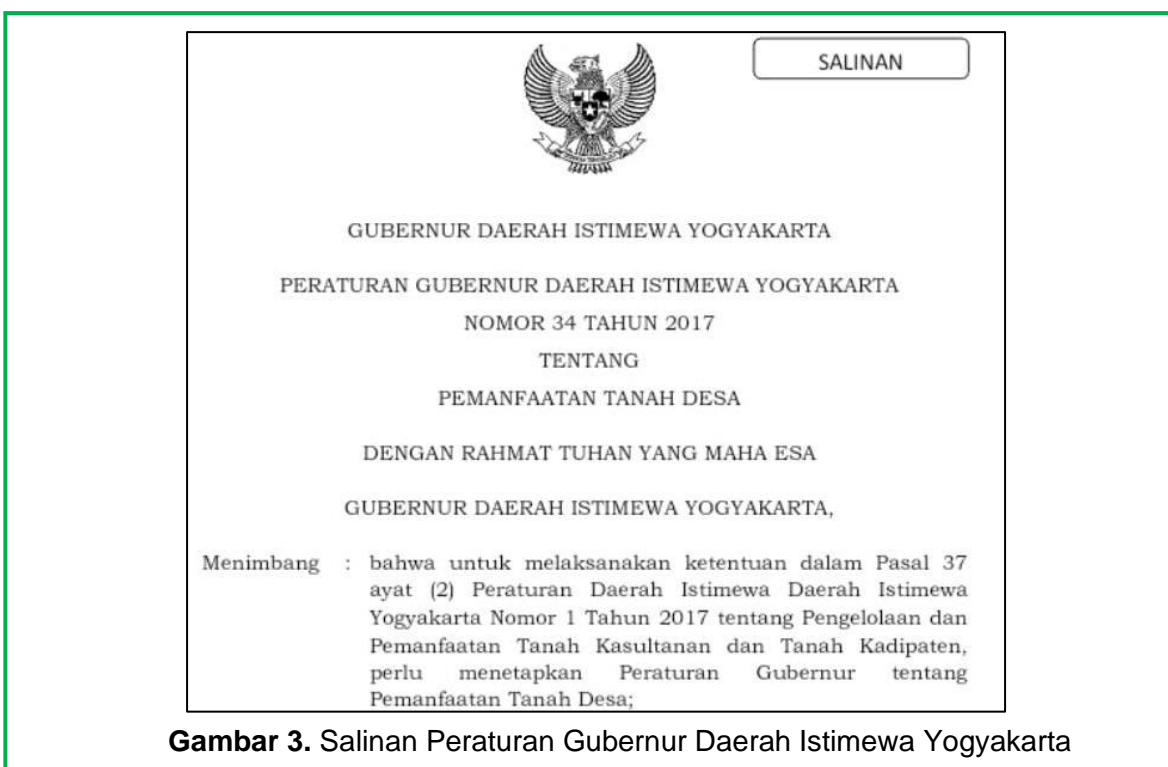 SALINAN
GUBERNUR DAERAH ISTIMEWA YOGYAKARTA
PERATURAN GUBERNUR DAERAH ISTIMEWA YOGYAKARTA
NOMOR 34 TAHUN 2017
TENTANG
PEMANFAATAN TANAH DESA
DENGAN RAHMAT TUHAN YANG MAHA ESA
GUBERNUR DAERAH ISTIMEWA YOGYAKARTA,
Menimbang : bahwa untuk melaksanakan ketentuan dalam Pasal 37
ayat (2) Peraturan Daerah Istimewa Daerah Istimewa
Yogyakarta Nomor 1 Tahun 2017 tentang Pengelolaan dan
Pemanfaatan Tanah Kasultanan dan Tanah Kadipaten,
perlu menetapkan Peraturan Gubernur tentang
Pemanfaatan Tanah Desa;
Gambar 3. Salinan Peraturan Gubernur Daerah Istimewa Yogyakarta